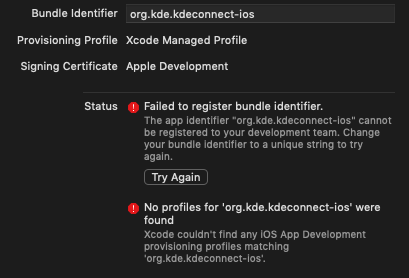 Bundle Identifier org.kde.kdeconnect-ios
Provisioning Profile Xcode Managed Profile
Signing Certificate Apple Development
Status Failed to register bundle identifier.
The app identifier "org.kde.kdeconnect-ios" cannot
be registered to your development team. Change
your bundle identifier to a unique string to try
again.
Try Again
No profiles for 'org.kde.kdeconnect-ios' were
found
Xcode couldn't find any iOS App Development
provisioning profiles matching
'org.kde.kdeconnect-ios'.